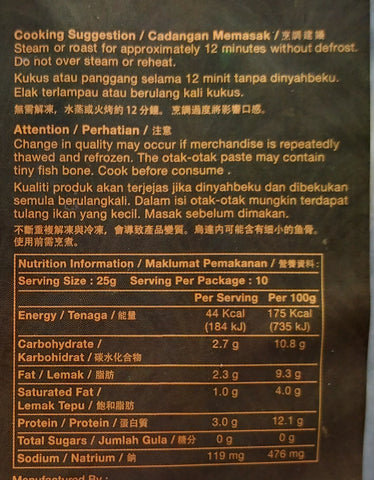 Cooking Suggestion / Cadangan Memasak / 烹調建議
Steam or roast for approximately 12 minutes without defrost.
Do not over steam or reheat.
Kukus atau panggang selama 12 minit tanpa dinyahbeku.
Elak terlampau atau berulang kali kukus.
無需解凍，水蒸或火烤約 12 分鐘。 烹調過度將影響口感。
Attention / Perhatian / 注意
Change in quality may occur if merchandise is repeatedly
thawed and refrozen. The otak-otak paste may contain
tiny fish bone. Cook before consume .
Kualiti produk akan terjejas jika dinyahbeku dan dibekukan
semula berulangkali. Dalam isi otak-otak mungkin terdapat
tulang ikan yang kecil. Masak sebelum dimakan.
不斷重複解凍與冷凍，會導致產品變質。烏達内可能含有细小的魚骨。
使用前需烹煮。
Nutrition Information / Maklumat Pemakanan / 營養資料 :
Serving Size : 25g Serving Per Package : 10
Per Serving Per 100g
Energy / Tenaga / 能量 44 Kcal 175 Kcal
(184 kJ) (735 kJ)
Carbohydrate / 2.7 g 10.8 g
Karbohidrat / 碳水化合物
Fat / Lemak / 脂肪 2.3 g 9.3 g
Saturated Fat / 1.0 g 4.0 g
Lemak Tepu / 飽和脂肪
Protein / Protein / 蛋白質 3.0 g 12.1 g
Total Sugars / Jumlah Gula / 糖分 0 g 0 g
Sodium / Natrium / 鈉 119 mg 476 mg
Manufactured By :